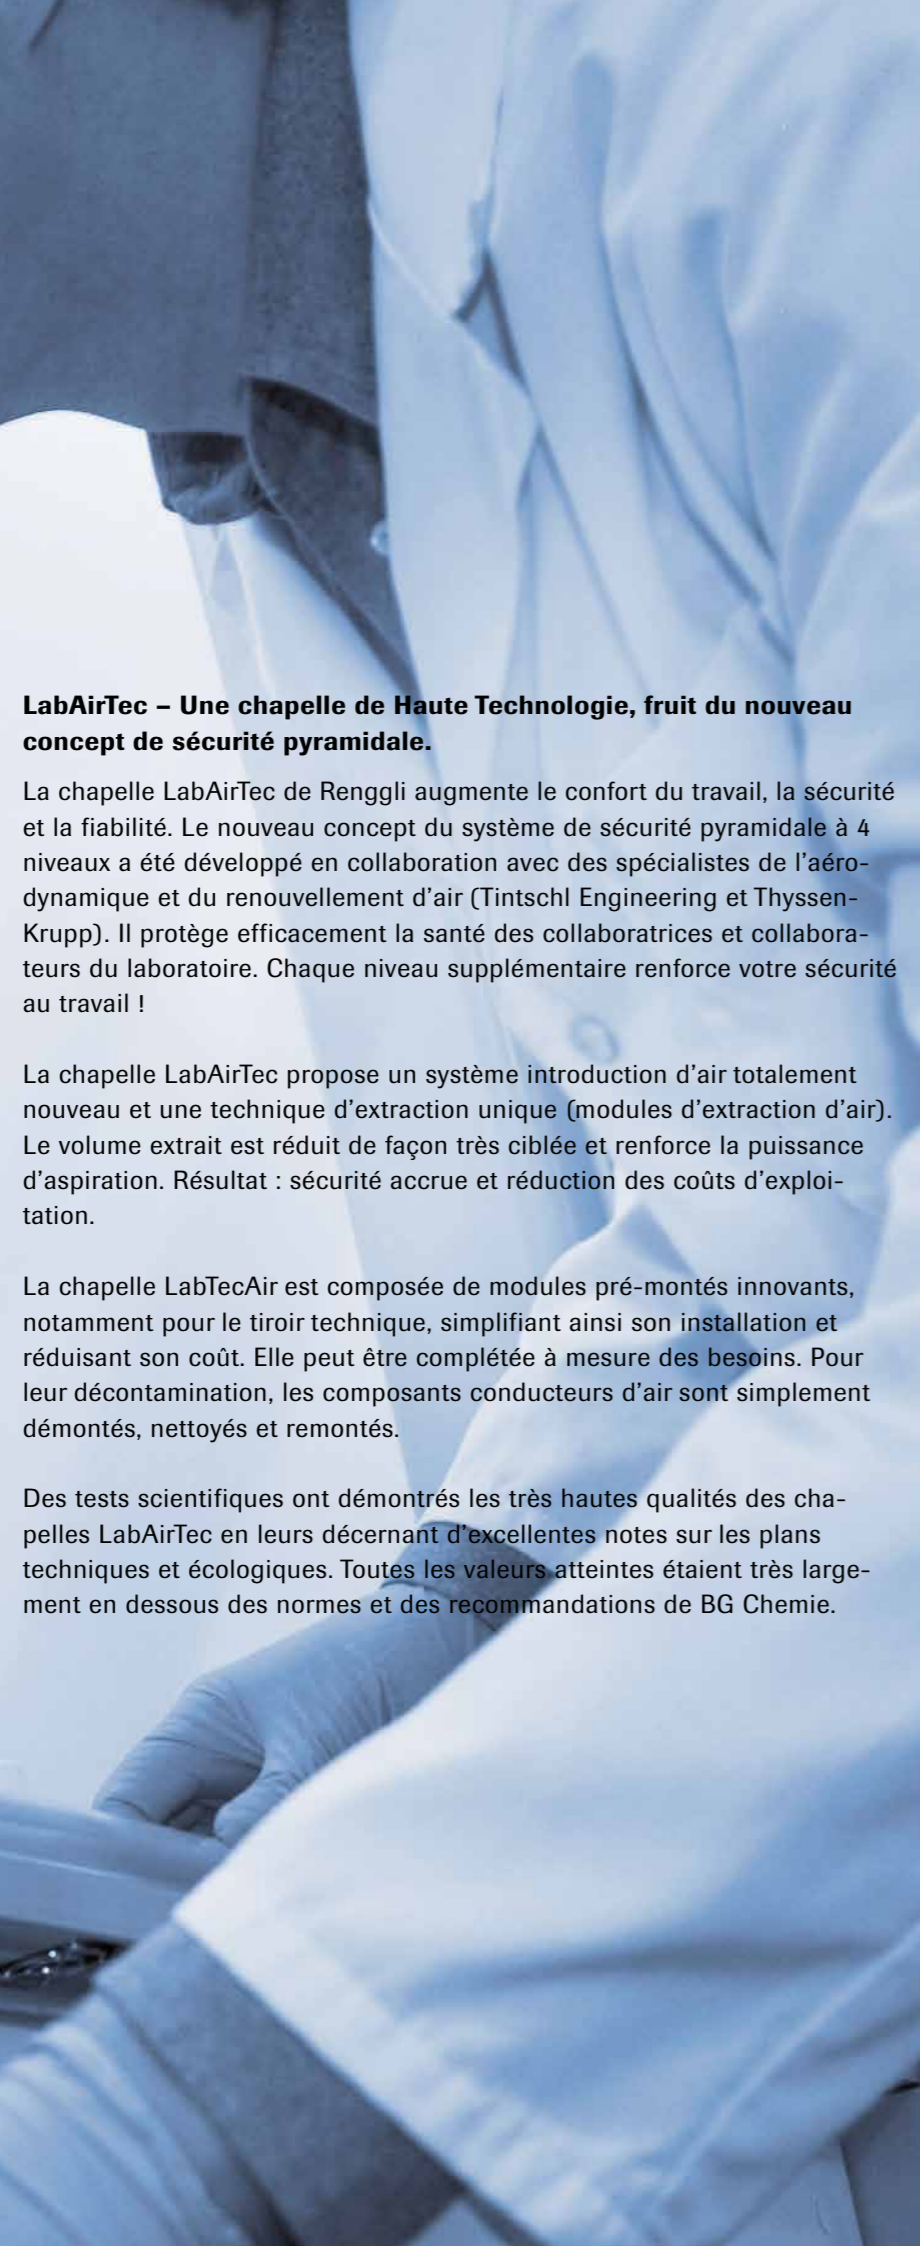 LabAirTec – Une chapelle de Haute Technologie, fruit du nouveau
concept de sécurité pyramidale.
La chapelle LabAirTec de Renggli augmente le confort du travail, la sécurité
et la fiabilité. Le nouveau concept du système de sécurité pyramidale à 4
niveaux a été développé en collaboration avec des spécialistes de l'aéro-
dynamique et du renouvellement d'air (Tintschl Engineering et Thyssen-
Krupp). Il protège efficacement la santé des collaboratrices et collabora-
teurs du laboratoire. Chaque niveau supplémentaire renforce votre sécurité
au travail !
La chapelle LabAirTec propose un système introduction d'air totalement
nouveau et une technique d'extraction unique (modules d'extraction d'air).
Le volume extrait est réduit de façon très ciblée et renforce la puissance
d'aspiration. Résultat : sécurité accrue et réduction des coûts d'exploi-
tation.
La chapelle LabTecAir est composée de modules pré-montés innovants,
notamment pour le tiroir technique, simplifiant ainsi son installation et
réduisant son coût. Elle peut être complétée à mesure des besoins. Pour
leur décontamination, les composants conducteurs d'air sont simplement
démontés, nettoyés et remontés.
Des tests scientifiques ont démontrés les très hautes qualités des cha-
pelles LabAirTec en leurs décernant d'excellentes notes sur les plans
techniques et écologiques. Toutes les valeurs atteintes étaient très large-
ment en dessous des normes et des recommandations de BG Chemie.